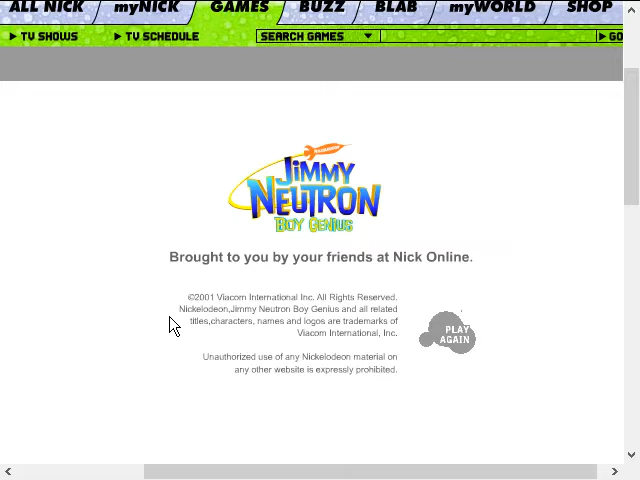 ALL NICK myNICK GAMES BUZZ BLAB myWORLD SHOP
TV SHOWS TV SCHEDULE SEARCH GAMES GO
NICKELODEON
JIMMY
NEUTRON
BOY GENIUS
Brought to you by your friends at Nick Online.
©2001 Viacom International Inc. All Rights Reserved.
Nickelodeon,Jimmy Neutron Boy Genius and all related
titles,characters, names and logos are trademarks of
Viacom International, Inc.
PLAY
AGAIN
Unauthorized use of any Nickelodeon material on
any other website is expressly prohibited.